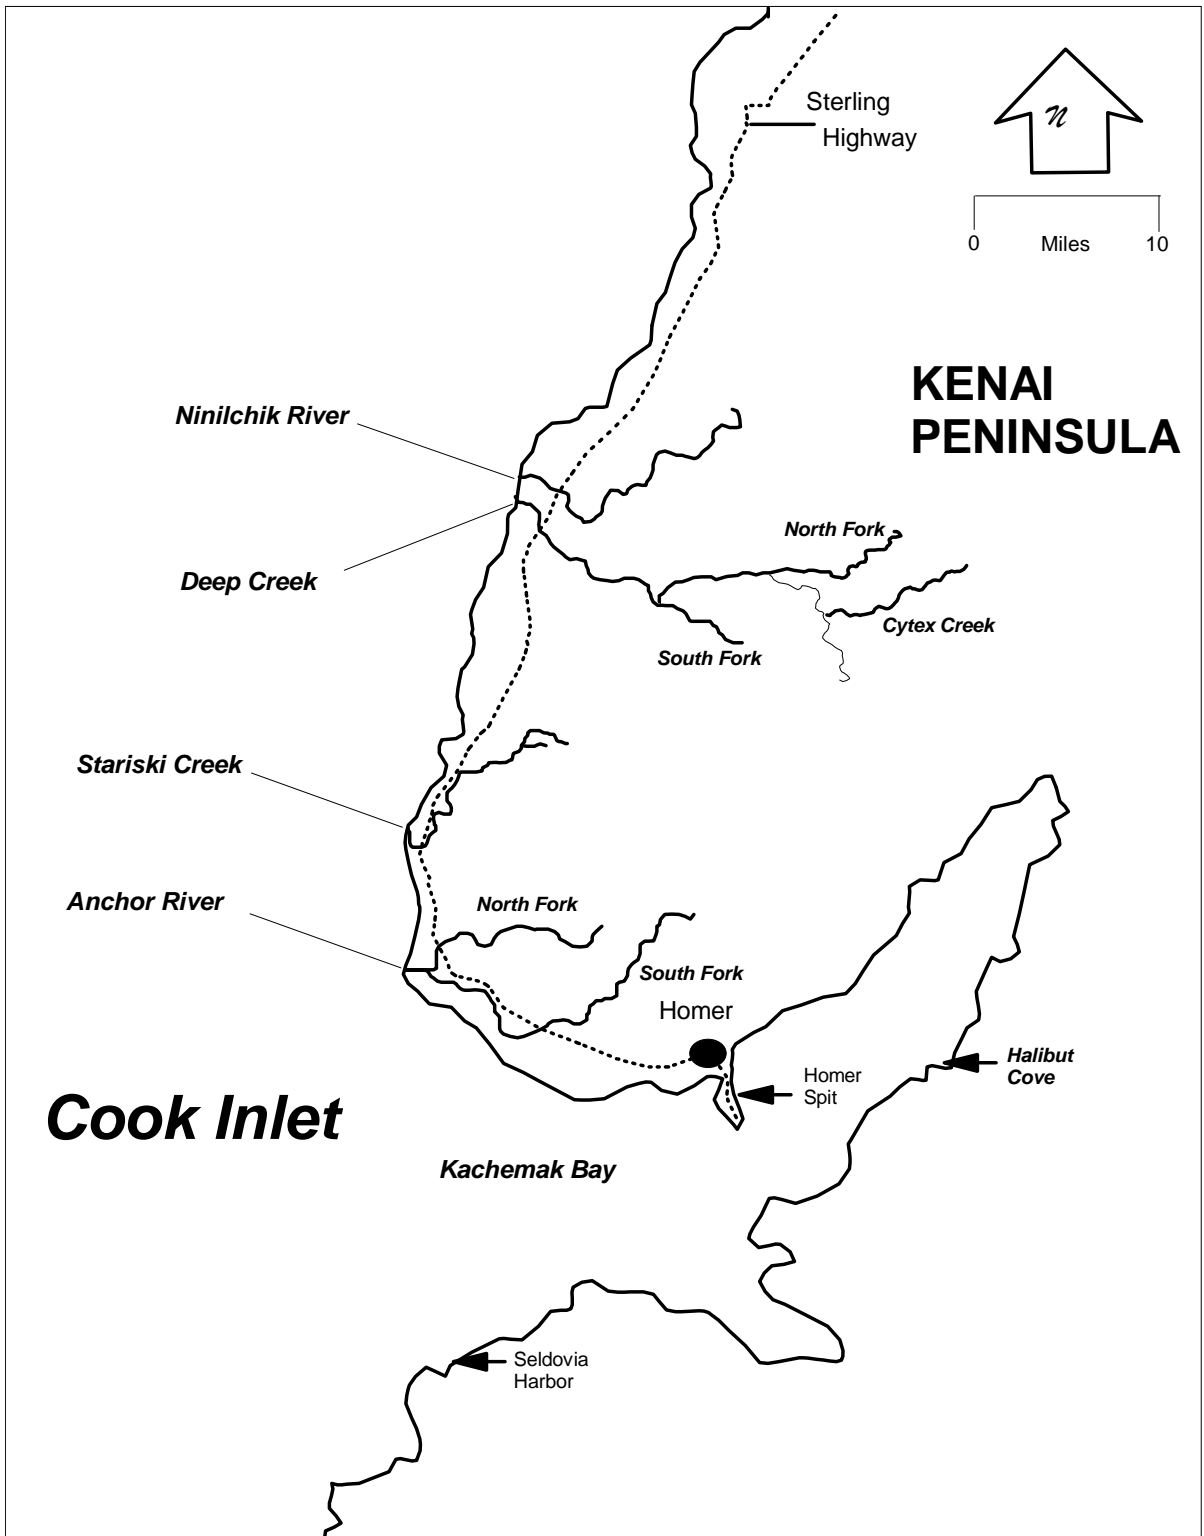 Sterling
Highway
N
0 Miles 10
KENAI
PENINSULA
Ninilchik River
North Fork
Deep Creek
Cytex Creek
South Fork
Stariski Creek
Anchor River
North Fork
South Fork
Homer
Halibut
Cove
Homer
Spit
Cook Inlet
Kachemak Bay
Seldovia
Harbor